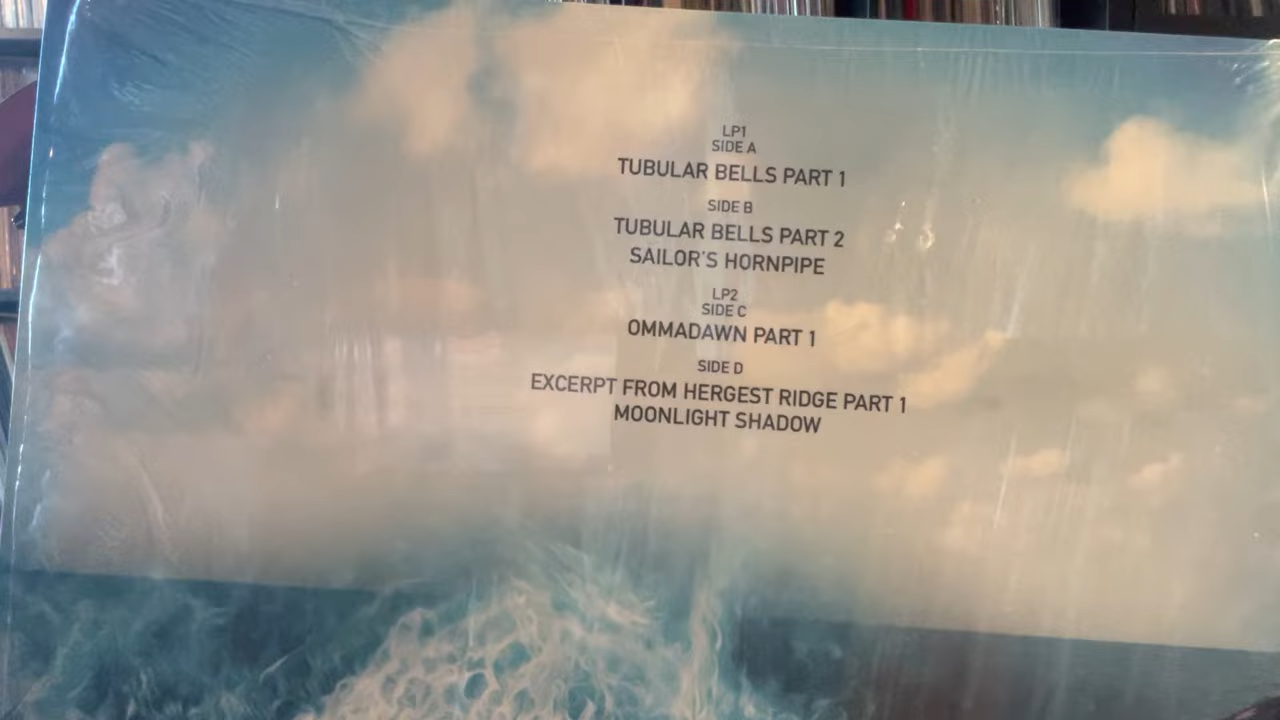 LP1
SIDE A
TUBULAR BELLS PART 1
SIDE B
TUBULAR BELLS PART 2
SAILOR'S HORNPIPE
LP2
SIDE C
OMMADAWN PART 1
SIDE D
EXCERPT FROM HERGEST RIDGE PART 1
MOONLIGHT SHADOW